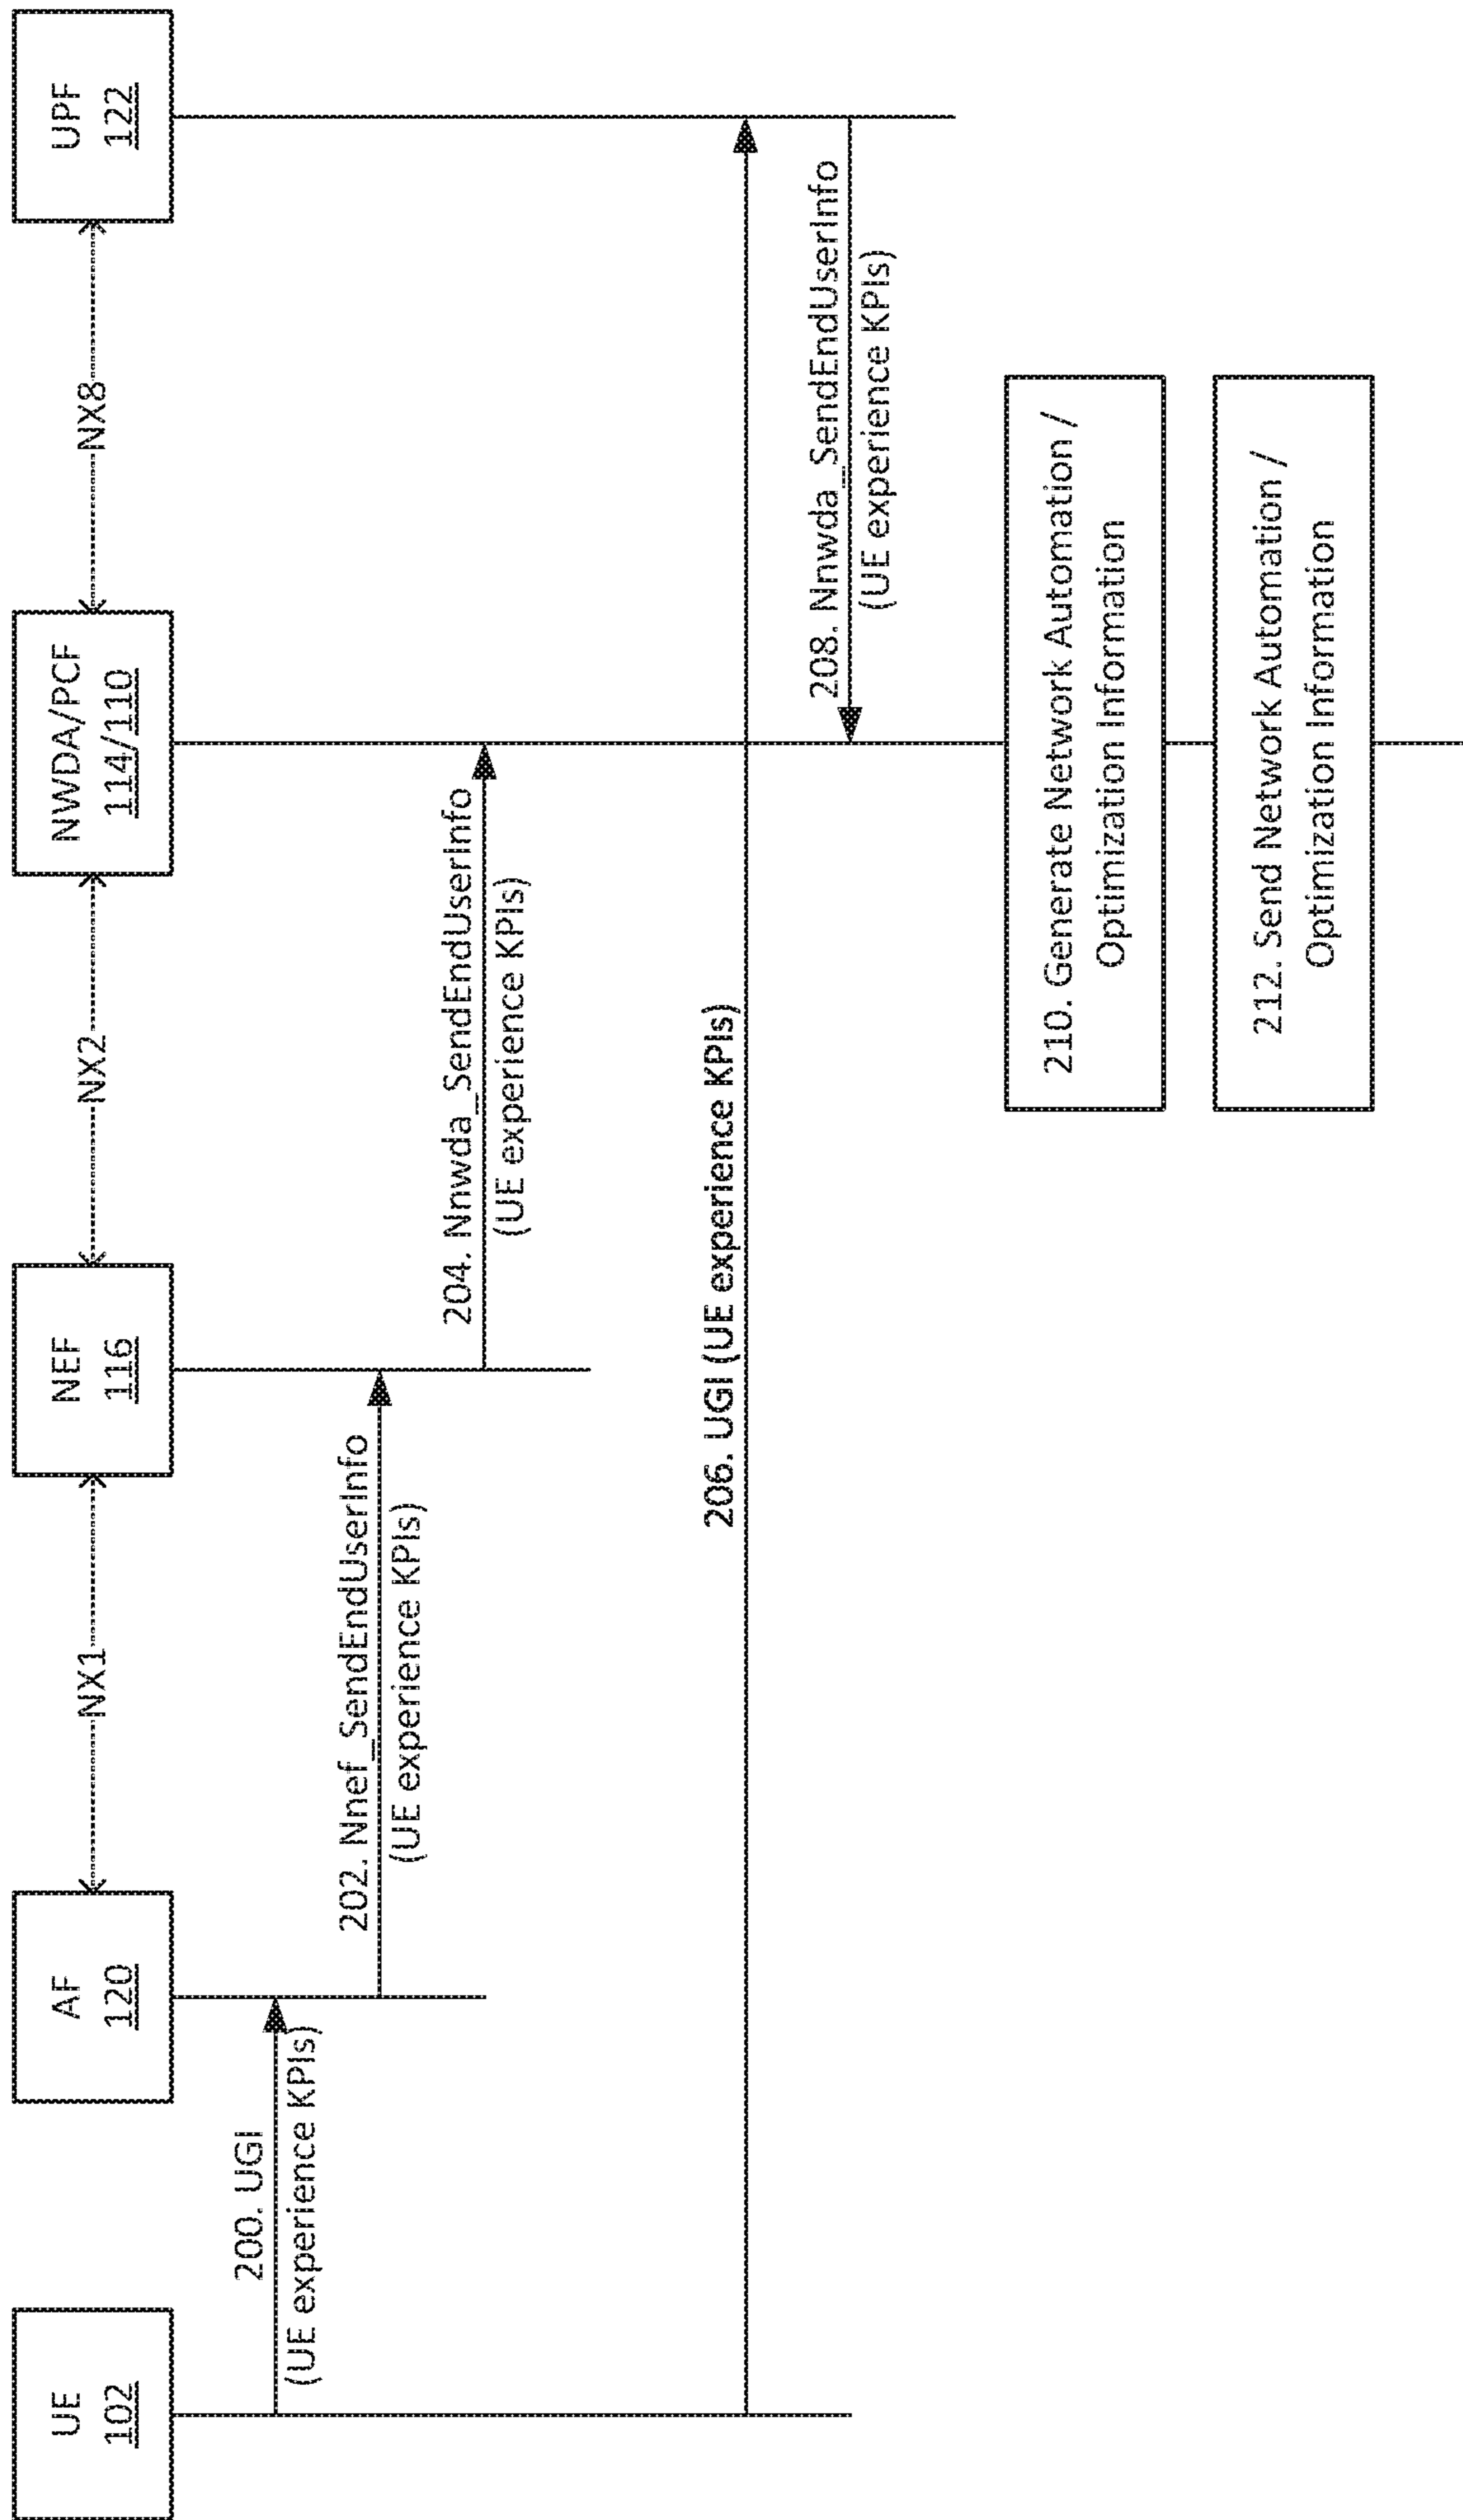 UE
102
AF
120
NEF
116
NWDA/PCF
114/110
UPF
122
NX1
NX2
NX8
200. UGI
(UE experience KPIs)
202. Nnef_SendEndUserInfo
(UE experience KPIs)
204. Nnwda_SendEndUserInfo
(UE experience KPIs)
206. UGI (UE experience KPIs)
208. Nnwda_SendEndUserInfo
(UE experience KPIs)
210. Generate Network Automation /
Optimization Information
212. Send Network Automation /
Optimization Information